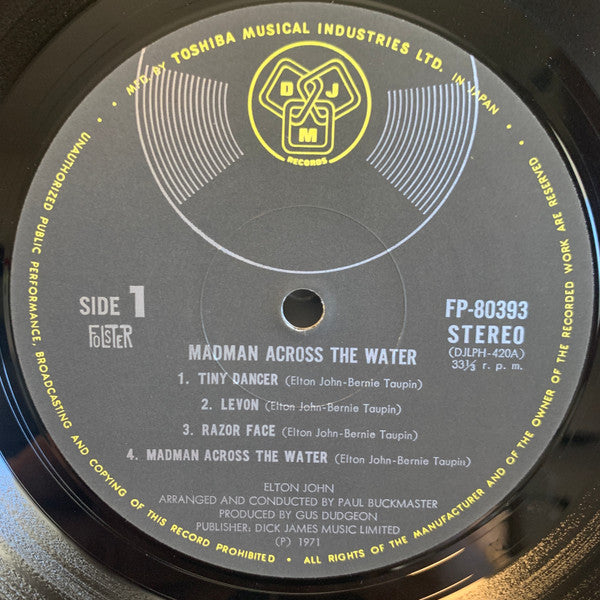 • MFD. BY TOSHIBA MUSICAL INDUSTRIES LTD. IN JAPAN •
D J M
RECORDS
SIDE 1
FOLSTER
FP-80393
STEREO
(DJLPH-420A)
33⅓ r. p. m.
MADMAN ACROSS THE WATER
1. TINY DANCER (Elton John-Bernie Taupin)
2. LEVON (Elton John-Bernie Taupin)
3. RAZOR FACE (Elton John-Bernie Taupin)
4. MADMAN ACROSS THE WATER (Elton John-Bernie Taupin)
ELTON JOHN
ARRANGED AND CONDUCTED BY PAUL BUCKMASTER
PRODUCED BY GUS DUDGEON
PUBLISHER: DICK JAMES MUSIC LIMITED
(P) 1971
• UNAUTHORIZED PUBLIC PERFORMANCE, BROADCASTING AND COPYING OF THIS RECORD PROHIBITED • ALL RIGHTS OF THE MANUFACTURER AND OF THE OWNER OF THE RECORDED WORK ARE RESERVED •